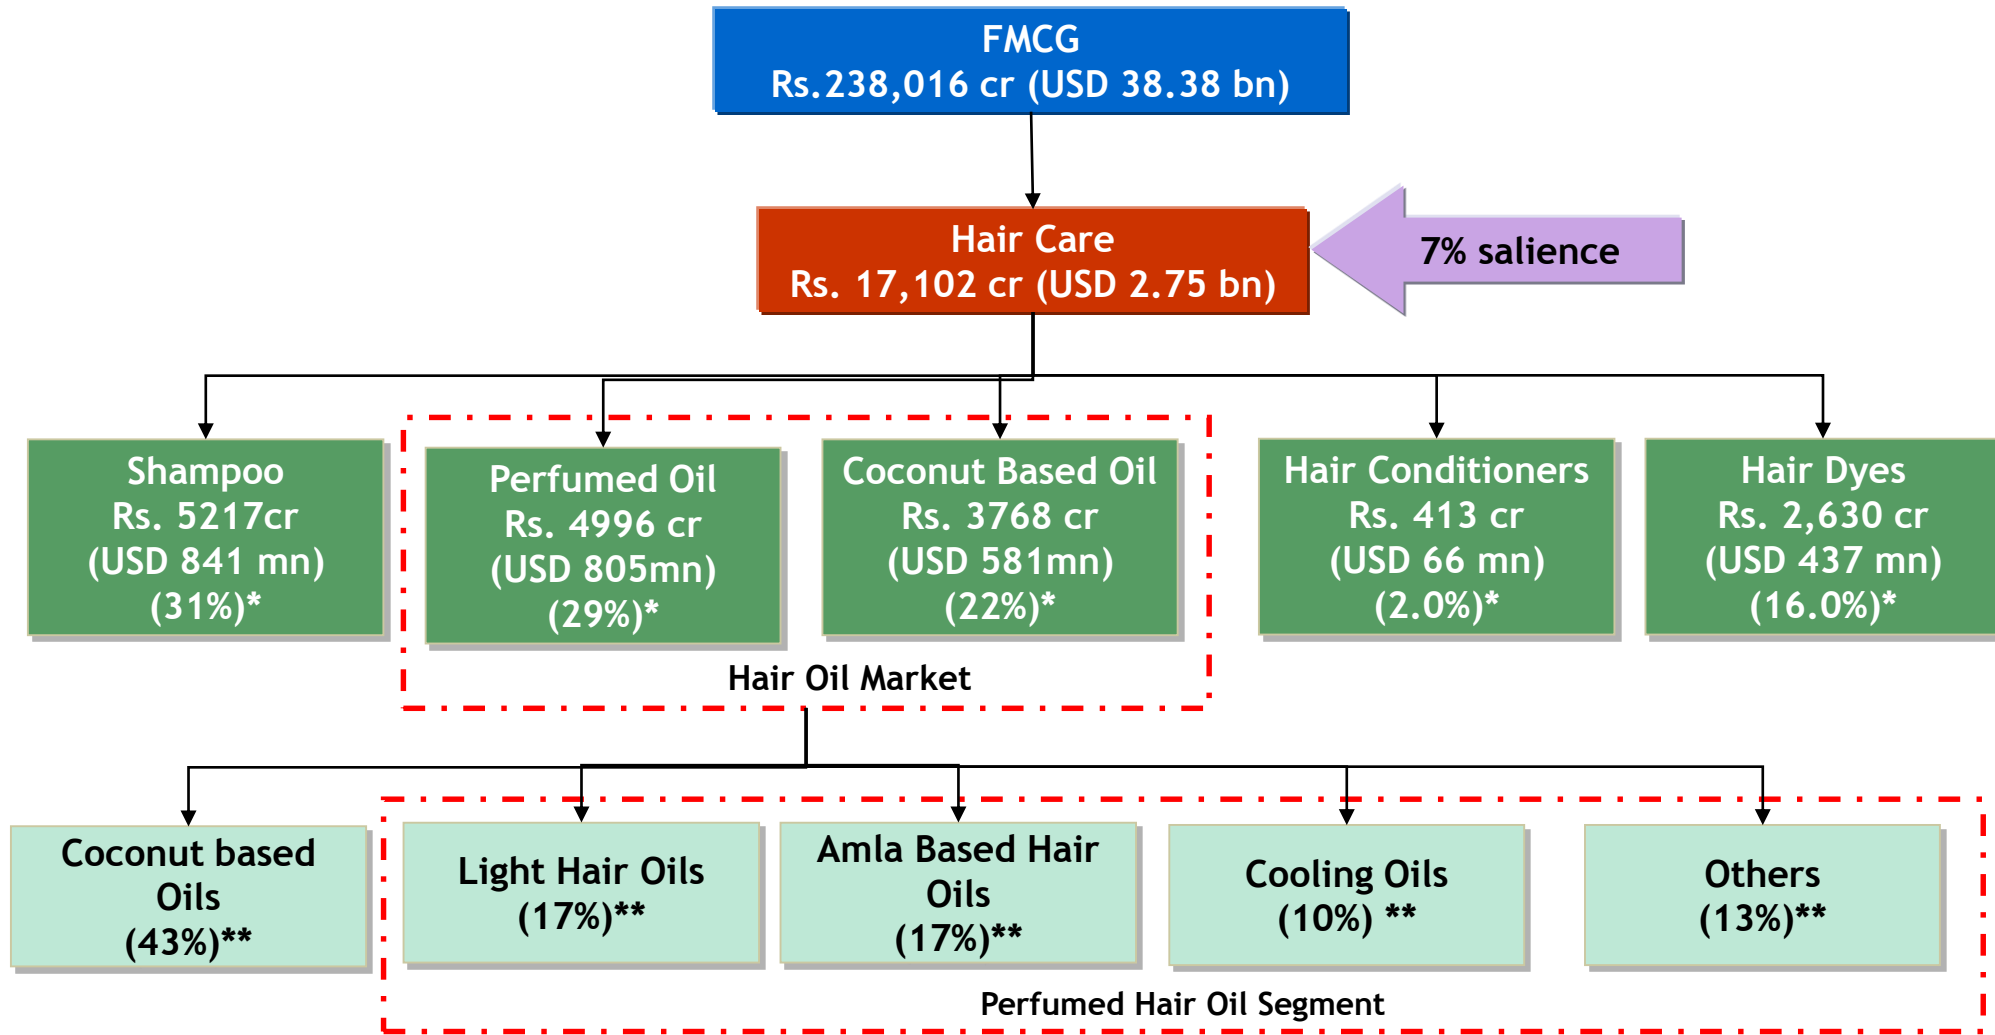 FMCG
Rs.238,016 cr (USD 38.38 bn)
Hair Care
Rs. 17,102 cr (USD 2.75 bn)
7% salience
Shampoo
Rs. 5217cr
(USD 841 mn)
(31%)*
Perfumed Oil
Rs. 4996 cr
(USD 805mn)
(29%)*
Coconut Based Oil
Rs. 3768 cr
(USD 581mn)
(22%)*
Hair Conditioners
Rs. 413 cr
(USD 66 mn)
(2.0%)*
Hair Dyes
Rs. 2,630 cr
(USD 437 mn)
(16.0%)*
Hair Oil Market
Coconut based
Oils
(43%)**
Light Hair Oils
(17%)**
Amla Based Hair
Oils
(17%)**
Cooling Oils
(10%) **
Others
(13%)**
Perfumed Hair Oil Segment